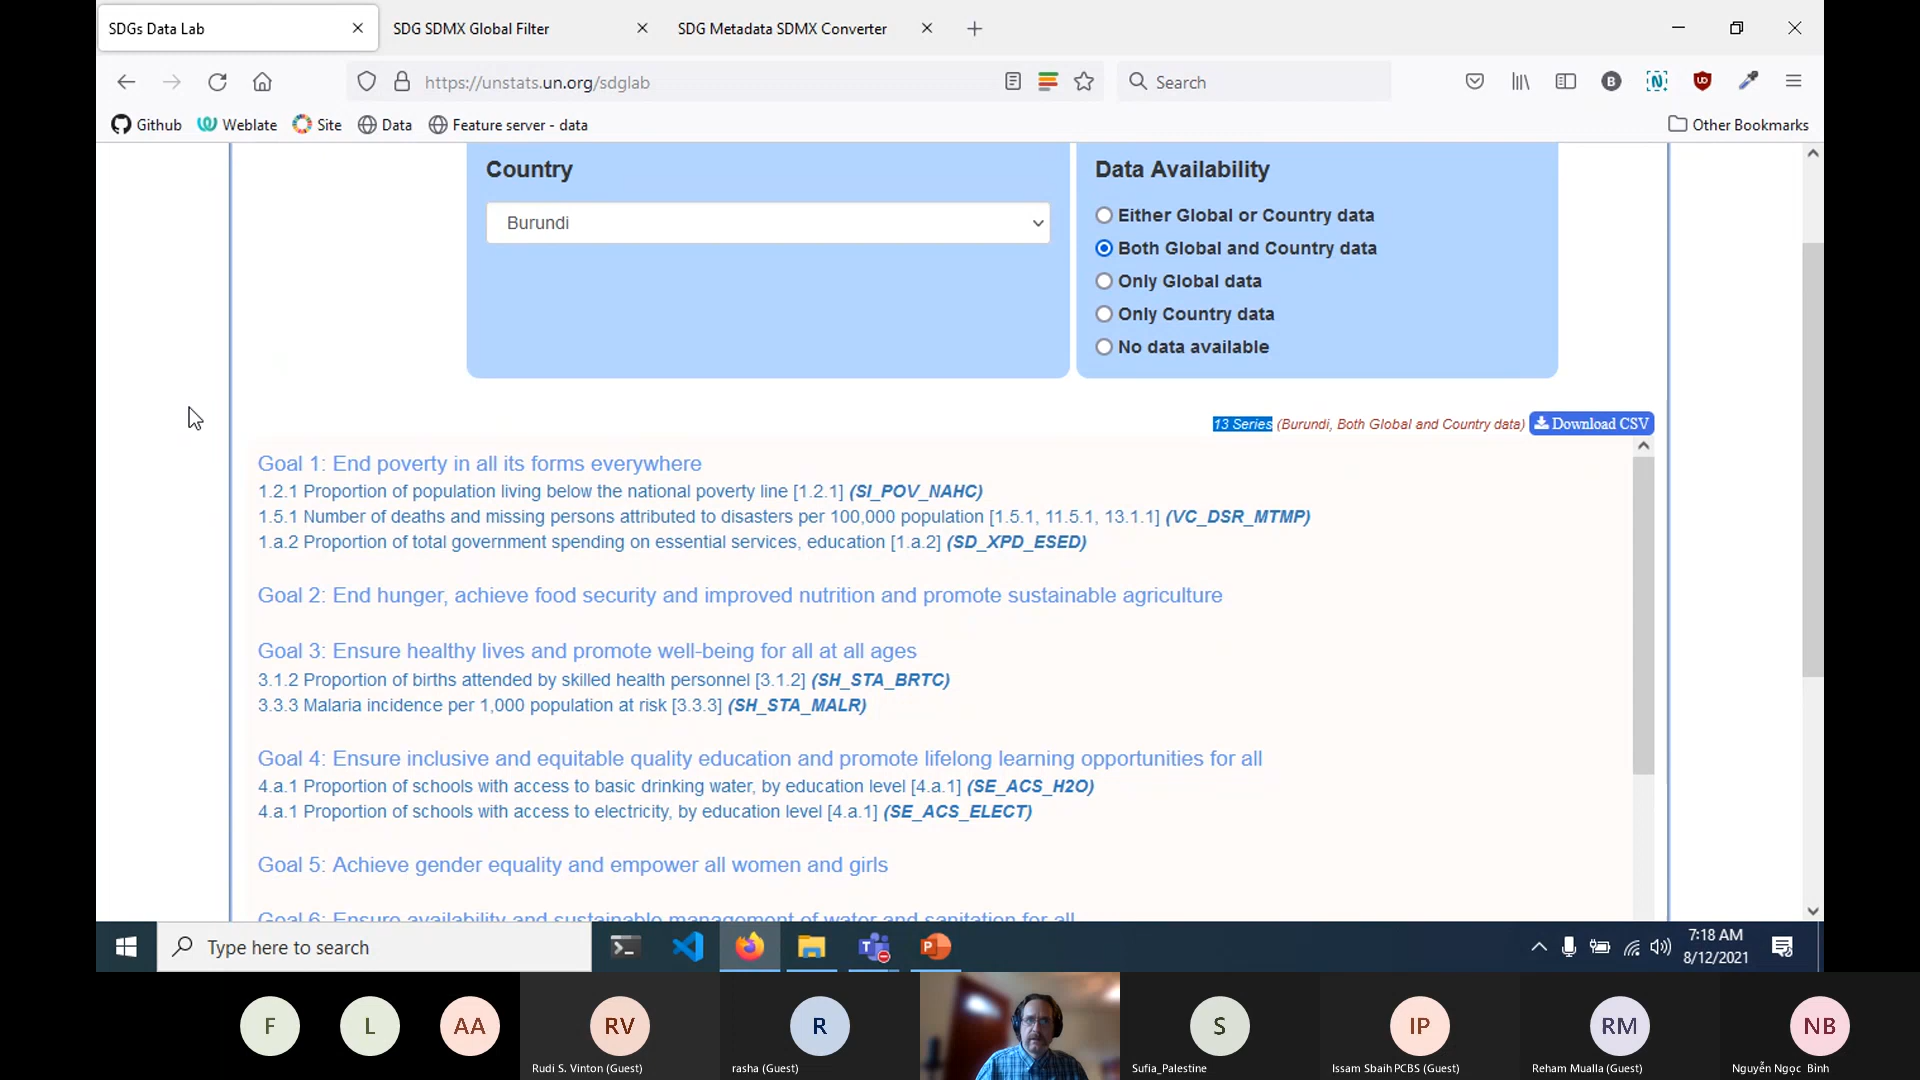 SDGs Data Lab
SDG SDMX Global Filter
SDG Metadata SDMX Converter
https://unstats.un.org/sdglab
Search
Github
Weblate
Site
Data
Feature server - data
Other Bookmarks
Country
Burundi
Data Availability
Either Global or Country data
Both Global and Country data
Only Global data
Only Country data
No data available
13 Series (Burundi, Both Global and Country data)
Download CSV
Goal 1: End poverty in all its forms everywhere
1.2.1 Proportion of population living below the national poverty line [1.2.1] (SI_POV_NAHC)
1.5.1 Number of deaths and missing persons attributed to disasters per 100,000 population [1.5.1, 11.5.1, 13.1.1] (VC_DSR_MTMP)
1.a.2 Proportion of total government spending on essential services, education [1.a.2] (SD_XPD_ESED)
Goal 2: End hunger, achieve food security and improved nutrition and promote sustainable agriculture
Goal 3: Ensure healthy lives and promote well-being for all at all ages
3.1.2 Proportion of births attended by skilled health personnel [3.1.2] (SH_STA_BRTC)
3.3.3 Malaria incidence per 1,000 population at risk [3.3.3] (SH_STA_MALR)
Goal 4: Ensure inclusive and equitable quality education and promote lifelong learning opportunities for all
4.a.1 Proportion of schools with access to basic drinking water, by education level [4.a.1] (SE_ACS_H2O)
4.a.1 Proportion of schools with access to electricity, by education level [4.a.1] (SE_ACS_ELECT)
Goal 5: Achieve gender equality and empower all women and girls
Goal 6: Ensure availability and sustainable management of water and sanitation for all
Type here to search
7:18 AM
8/12/2021
F
L
AA
RV
R
S
IP
RM
NB
Rudi S. Vinton (Guest)
rasha (Guest)
Sufia_Palestine
Issam Sbaih PCBS (Guest)
Reham Mualla (Guest)
Nguyễn Ngọc Bình